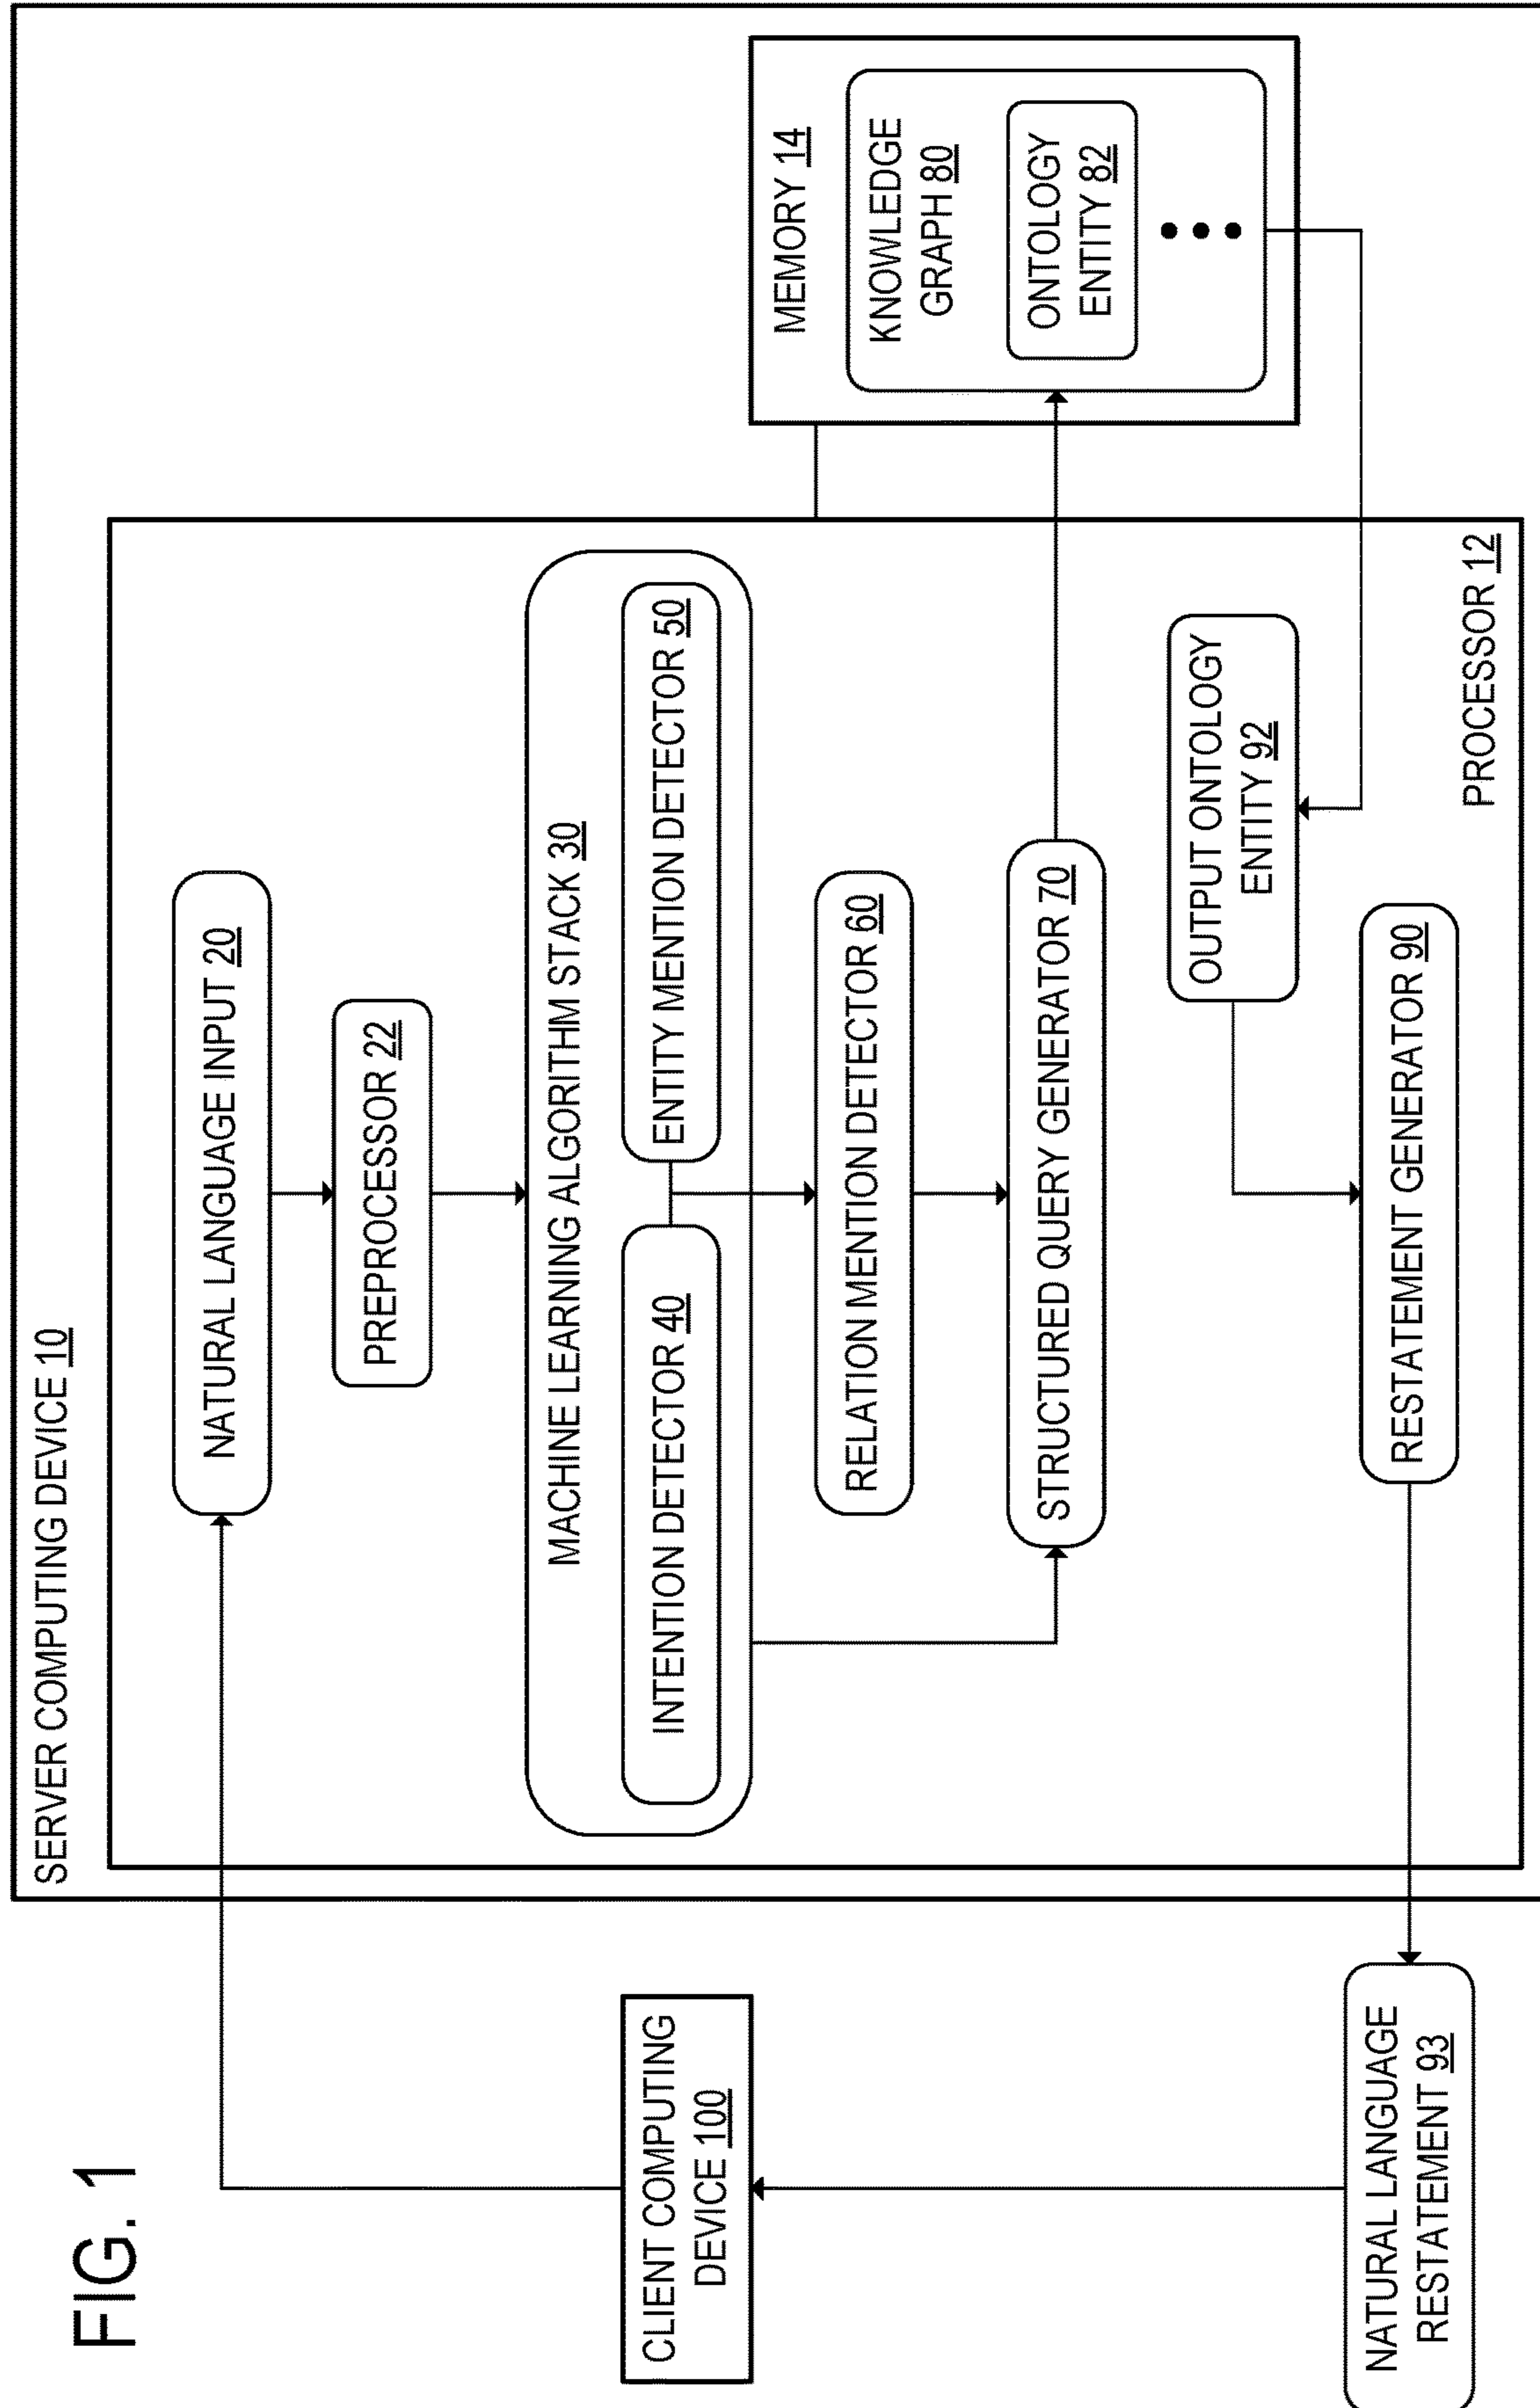 FIG. 1
SERVER COMPUTING DEVICE 10
NATURAL LANGUAGE INPUT 20
PREPROCESSOR 22
MACHINE LEARNING ALGORITHM STACK 30
INTENTION DETECTOR 40
ENTITY MENTION DETECTOR 50
RELATION MENTION DETECTOR 60
STRUCTURED QUERY GENERATOR 70
MEMORY 14
KNOWLEDGE
GRAPH 80
ONTOLOGY
ENTITY 82
OUTPUT ONTOLOGY
ENTITY 92
RESTATEMENT GENERATOR 90
PROCESSOR 12
CLIENT COMPUTING
DEVICE 100
NATURAL LANGUAGE
RESTATEMENT 93